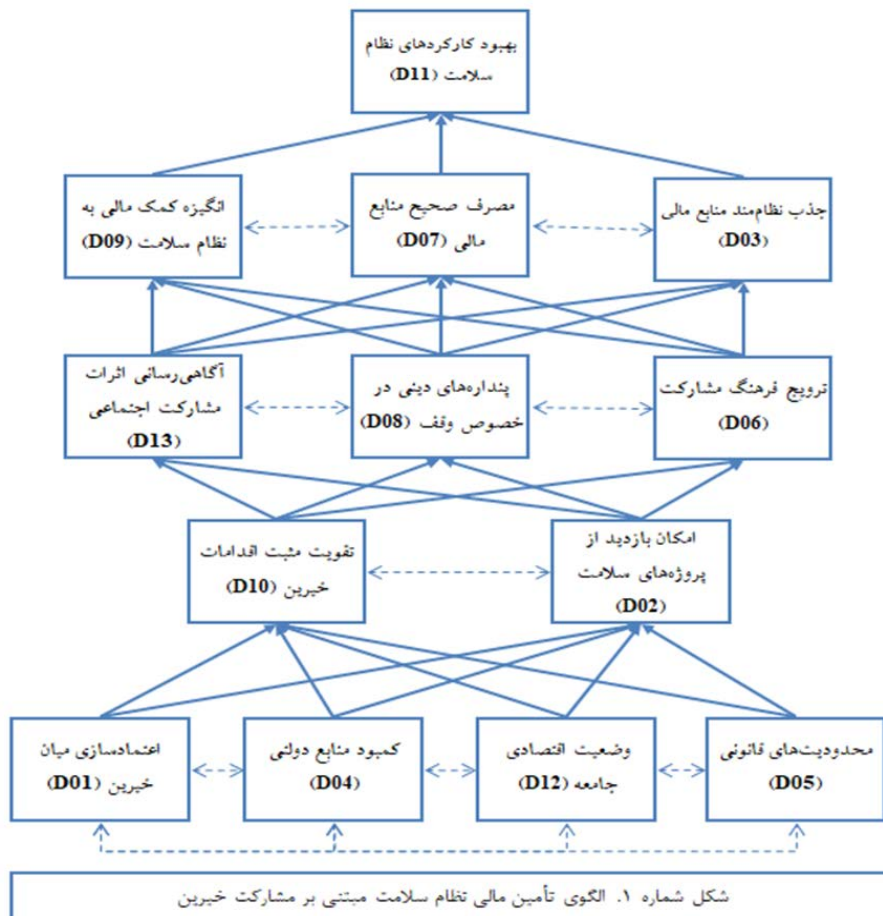 بهبود کارکردهای نظام
سلامت (D11)
جذب نظام‌مند منابع مالی
(D03)
مصرف صحیح منابع
مالی (D07)
انگیزه کمک مالی به
نظام سلامت (D09)
ترویج فرهنگ مشارکت
(D06)
پنداره‌های دینی در
خصوص وقف (D08)
آگاهی‌رسانی اثرات
مشارکت اجتماعی
(D13)
امکان بازدید از
پروژه‌های سلامت
(D02)
تقویت مثبت اقدامات
خیرین (D10)
محدودیت‌های قانونی
(D05)
وضعیت اقتصادی
جامعه (D12)
کمبود منابع دولتی
(D04)
اعتمادسازی میان
خیرین (D01)
شکل شماره ۱. الگوی تأمین مالی نظام سلامت مبتنی بر مشارکت خیرین